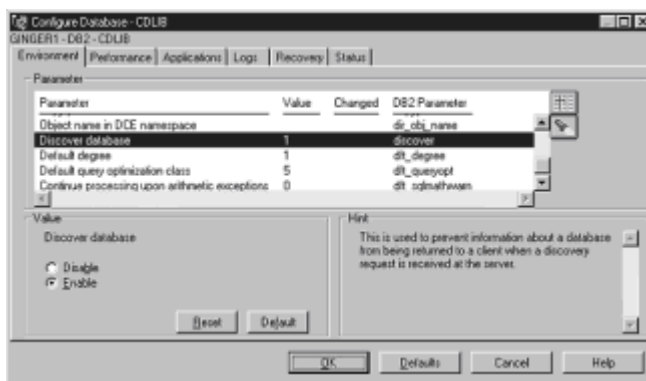 Configure Database - CDLIB
GINGER1 - DB2 - CDLIB
Environment Performance Applications Logs Recovery Status
Parameter
Parameter Value Changed DB2 Parameter
Object name in DCE namespace dir_obj_name
Discover database 1 discover
Default degree 1 dft_degree
Default query optimization class 5 dft_queryopt
Continue processing upon arithmetic exceptions 0 dft_sqlmathwarn
Value
Discover database
Disable
Enable
Reset Default
Hint
This is used to prevent information about a database
from being returned to a client when a discovery
request is received at the server.
OK Defaults Cancel Help